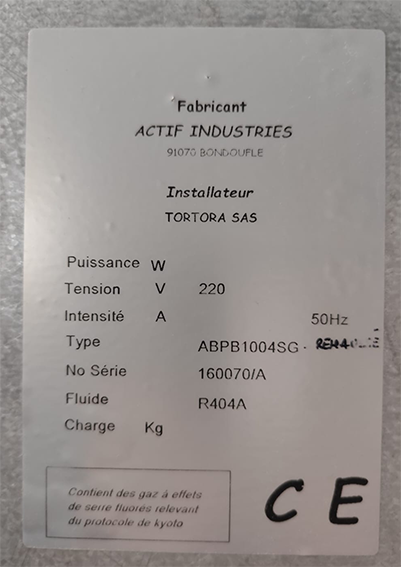 Fabricant
ACTIF INDUSTRIES
91070 BONDOUFLE
Installateur
TORTORA SAS
Puissance W
Tension V 220
Intensité A 50Hz
Type ABPB1004SG -
No Série 160070/A
Fluide R404A
Charge Kg
Contient des gaz à effets
de serre fluorés relevant
du protocole de kyoto
CE